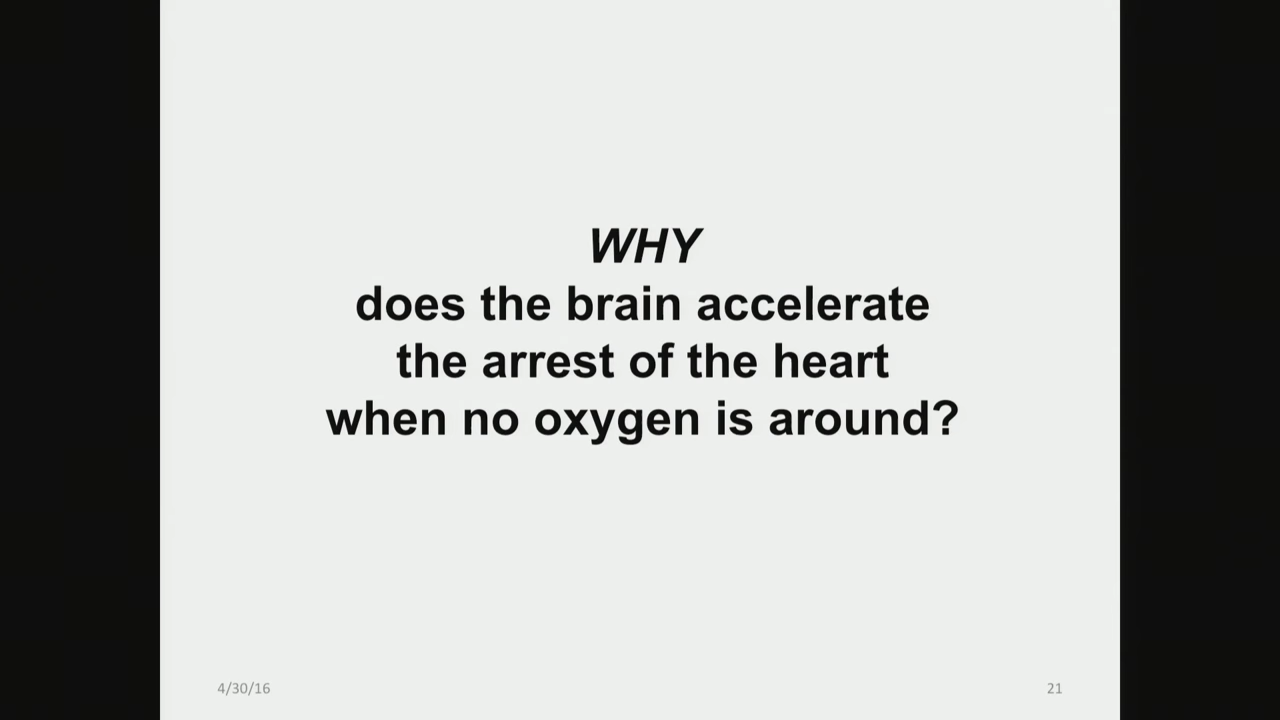 WHY
does the brain accelerate
the arrest of the heart
when no oxygen is around?
4/30/16
21